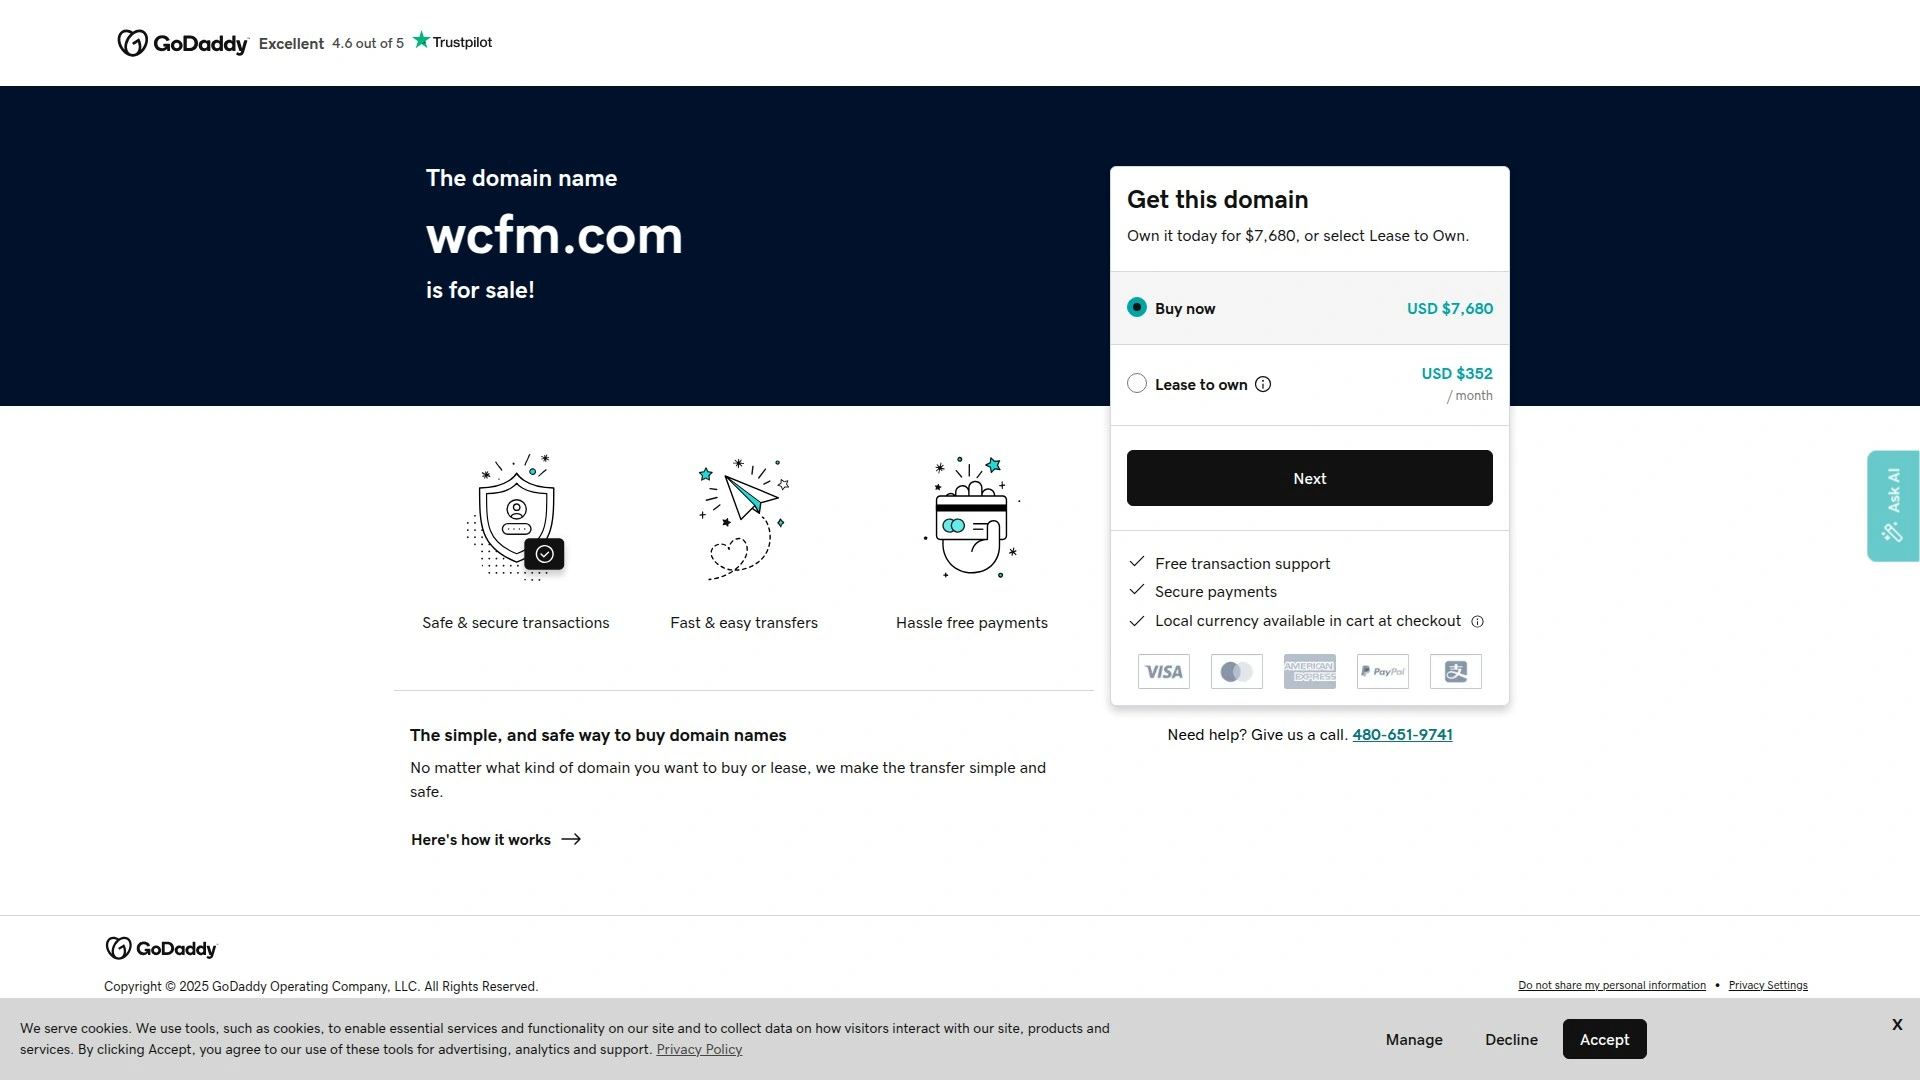 GoDaddy Excellent 4.6 out of 5 Trustpilot
The domain name
wcfm.com
is for sale!
Get this domain
Own it today for $7,680, or select Lease to Own.
Buy now USD $7,680
Lease to own USD $352
/ month
Next
Free transaction support
Secure payments
Local currency available in cart at checkout
VISA AMERICAN EXPRESS PayPal 支
Need help? Give us a call. 480-651-9741
Ask AI
Safe & secure transactions
Fast & easy transfers
Hassle free payments
The simple, and safe way to buy domain names
No matter what kind of domain you want to buy or lease, we make the transfer simple and
safe.
Here's how it works
GoDaddy
Copyright © 2025 GoDaddy Operating Company, LLC. All Rights Reserved.
Do not share my personal information • Privacy Settings
We serve cookies. We use tools, such as cookies, to enable essential services and functionality on our site and to collect data on how visitors interact with our site, products and
services. By clicking Accept, you agree to our use of these tools for advertising, analytics and support. Privacy Policy
Manage Decline Accept X